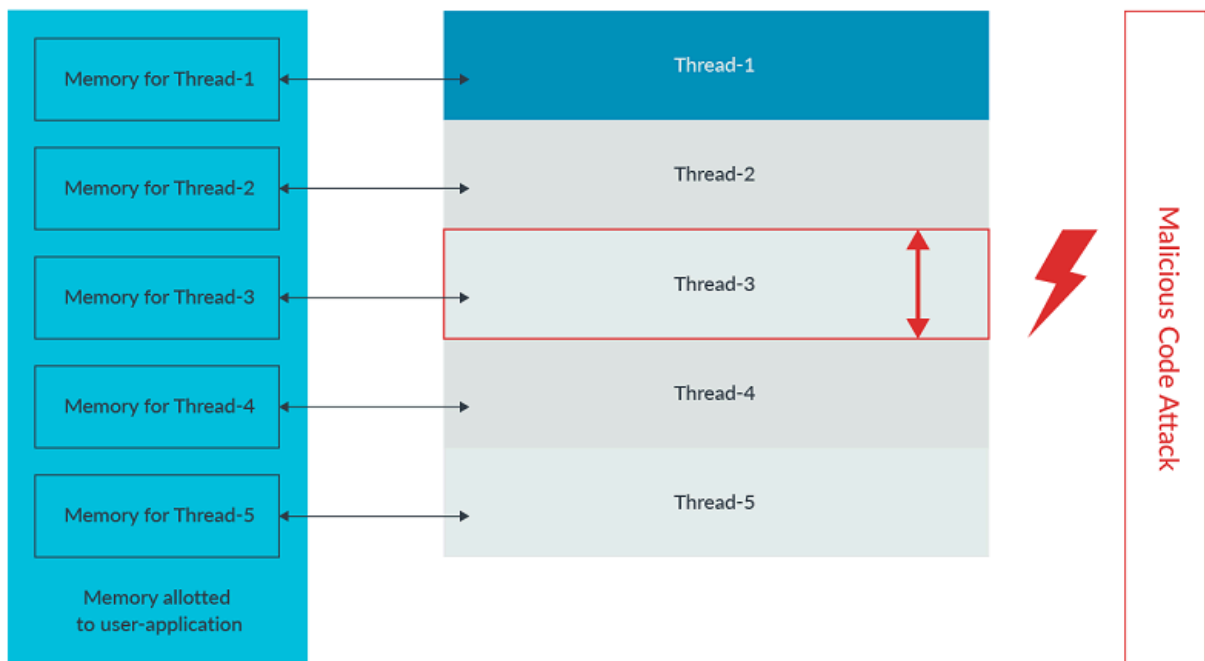 Memory for Thread-1
Thread-1
Memory for Thread-2
Thread-2
Memory for Thread-3
Thread-3
Memory for Thread-4
Thread-4
Memory for Thread-5
Thread-5
Memory allotted
to user-application
Malicious Code Attack